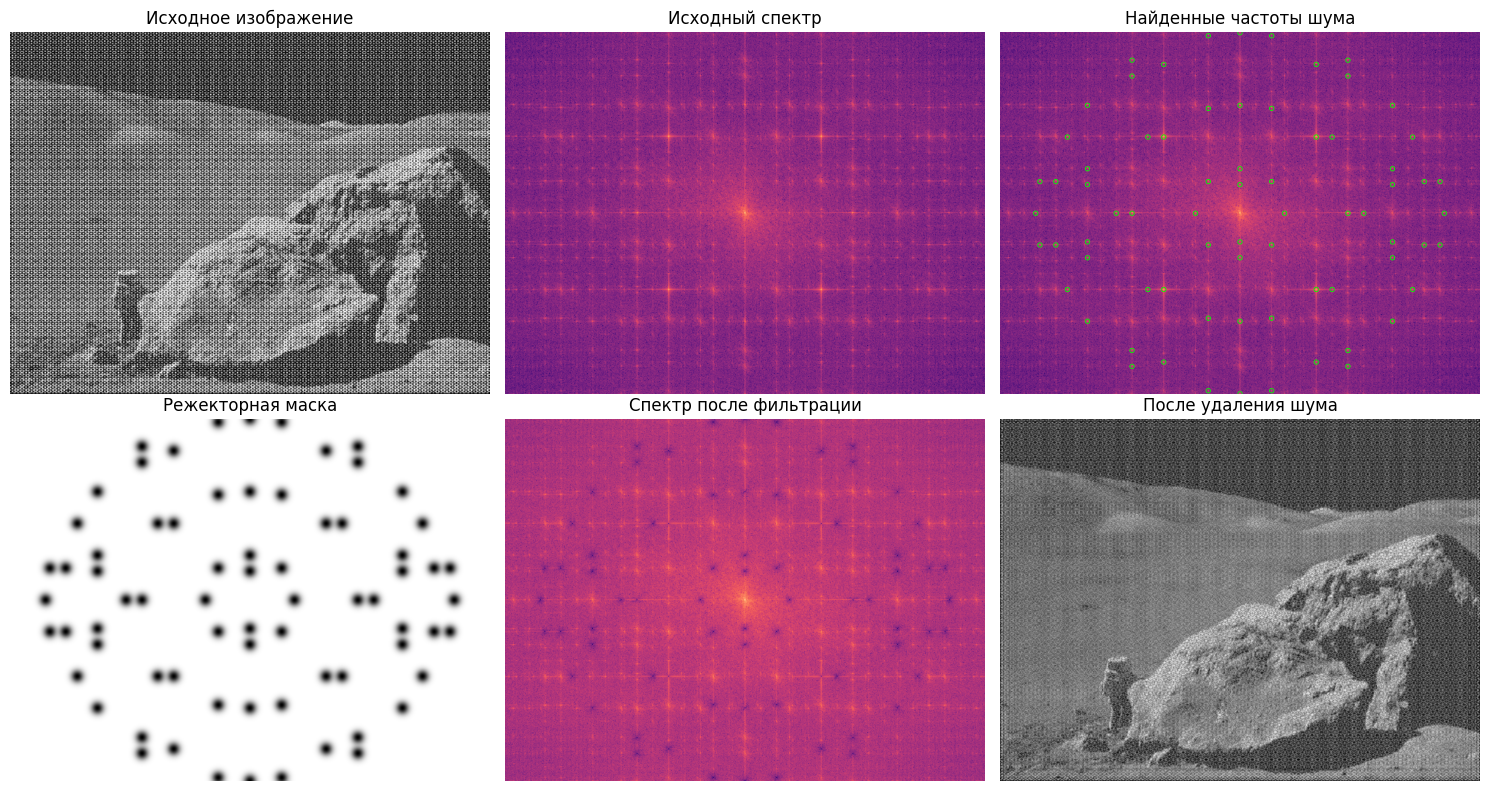 Исходное изображение
Исходный спектр
Найденные частоты шума
Режекторная маска
Спектр после фильтрации
После удаления шума